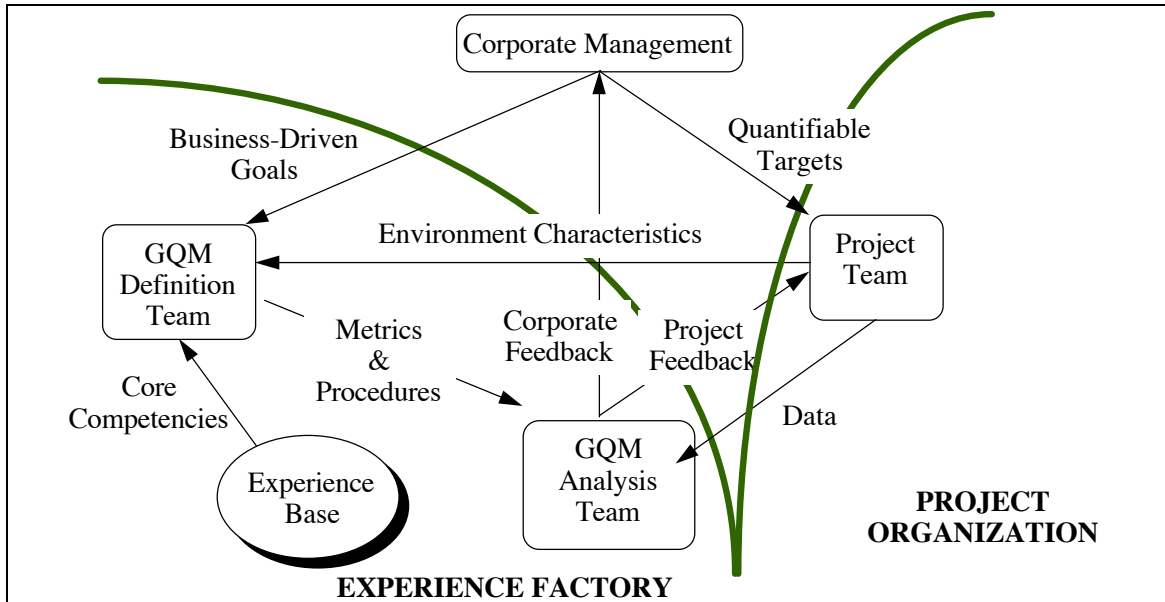 Corporate Management
Business-Driven
Goals
Quantifiable
Targets
Environment Characteristics
GQM
Definition
Team
Project
Team
Metrics
&
Procedures
Corporate
Feedback
Project
Feedback
Core
Competencies
Data
Experience
Base
GQM
Analysis
Team
PROJECT
ORGANIZATION
EXPERIENCE FACTORY